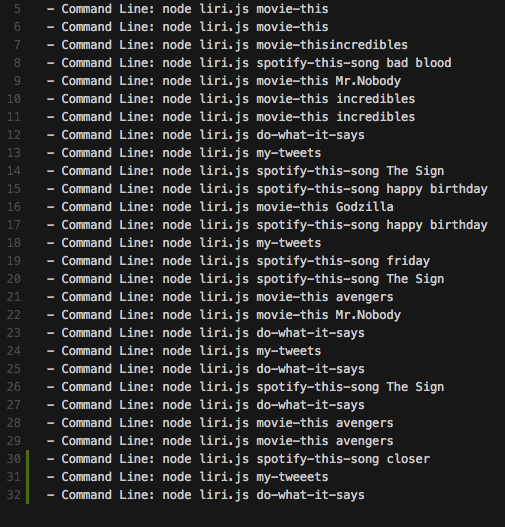 5 - Command Line: node liri.js movie-this
6 - Command Line: node liri.js movie-this
7 - Command Line: node liri.js movie-thisincredibles
8 - Command Line: node liri.js spotify-this-song bad blood
9 - Command Line: node liri.js movie-this Mr.Nobody
10 - Command Line: node liri.js movie-this incredibles
11 - Command Line: node liri.js movie-this incredibles
12 - Command Line: node liri.js do-what-it-says
13 - Command Line: node liri.js my-tweets
14 - Command Line: node liri.js spotify-this-song The Sign
15 - Command Line: node liri.js spotify-this-song happy birthday
16 - Command Line: node liri.js movie-this Godzilla
17 - Command Line: node liri.js spotify-this-song happy birthday
18 - Command Line: node liri.js my-tweets
19 - Command Line: node liri.js spotify-this-song friday
20 - Command Line: node liri.js spotify-this-song The Sign
21 - Command Line: node liri.js movie-this avengers
22 - Command Line: node liri.js movie-this Mr.Nobody
23 - Command Line: node liri.js do-what-it-says
24 - Command Line: node liri.js my-tweets
25 - Command Line: node liri.js do-what-it-says
26 - Command Line: node liri.js spotify-this-song The Sign
27 - Command Line: node liri.js do-what-it-says
28 - Command Line: node liri.js movie-this avengers
29 - Command Line: node liri.js movie-this avengers
30 - Command Line: node liri.js spotify-this-song closer
31 - Command Line: node liri.js my-tweeets
32 - Command Line: node liri.js do-what-it-says